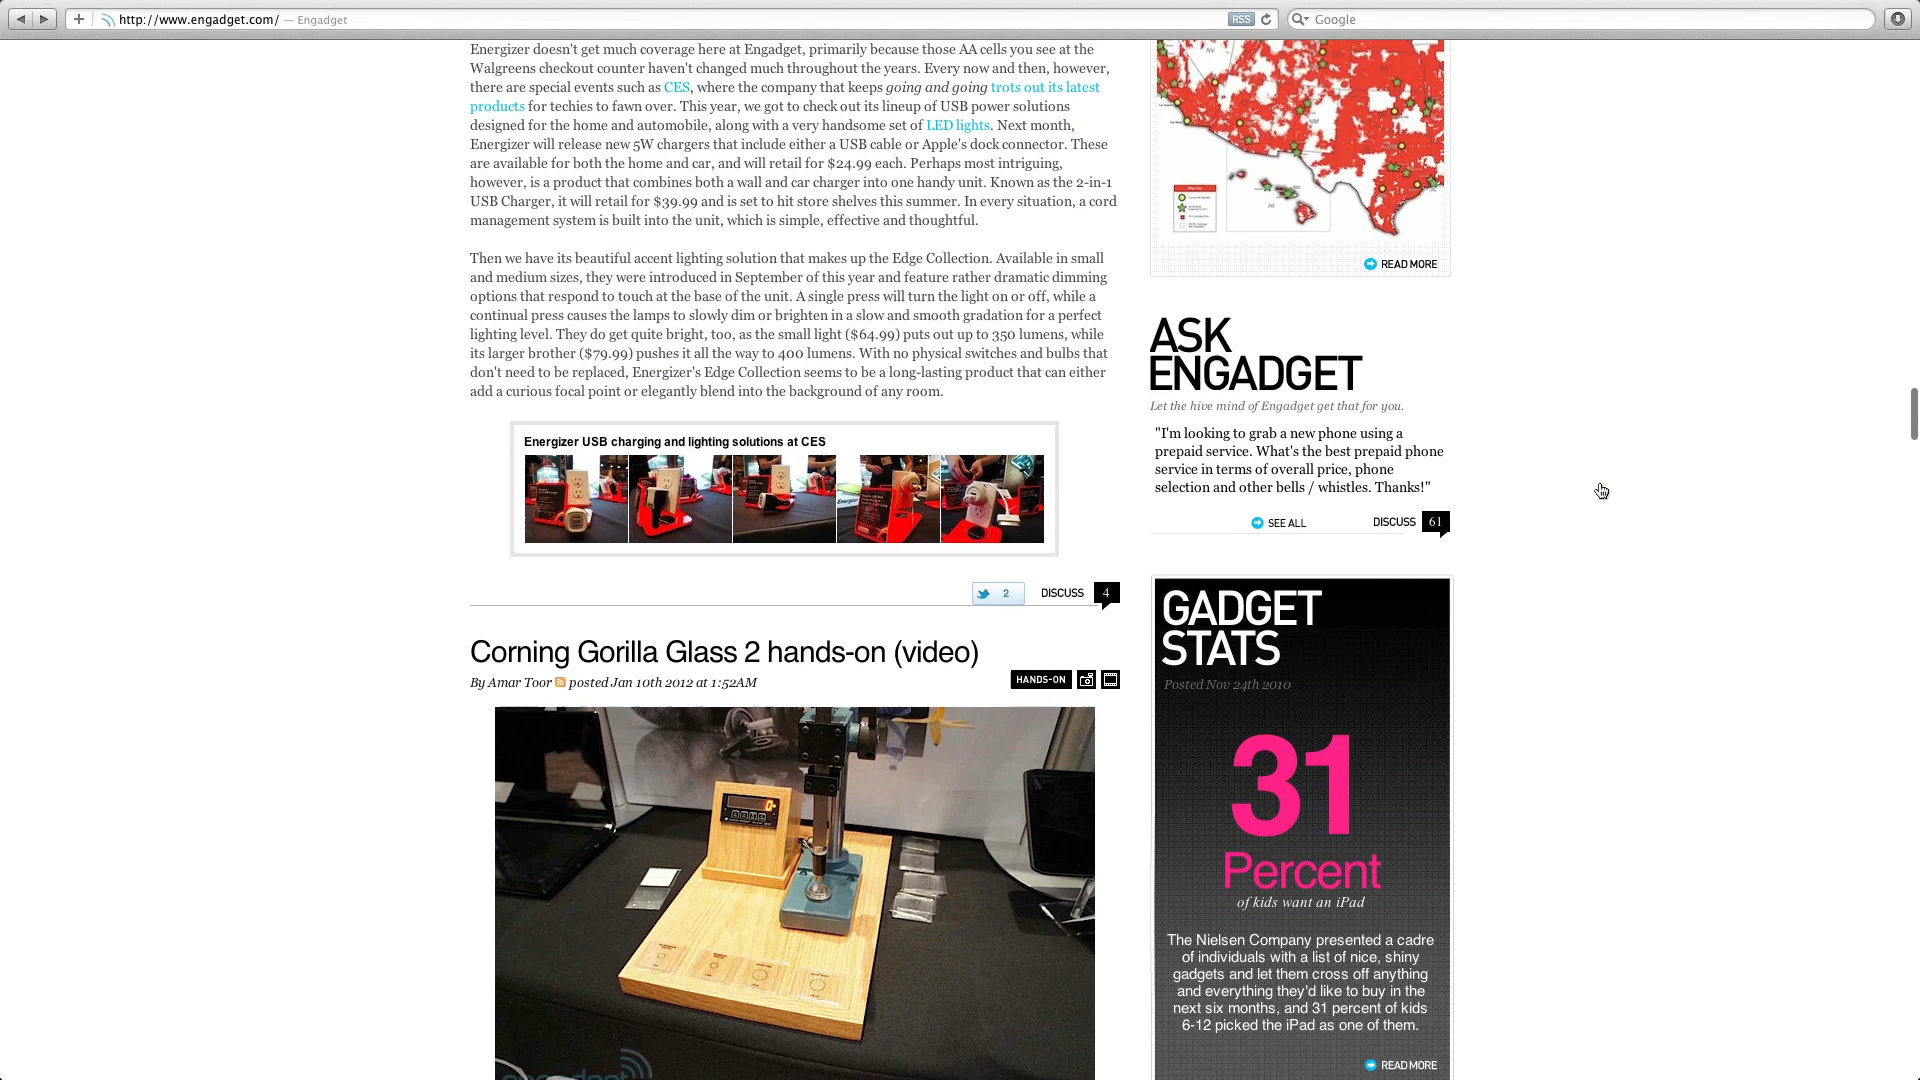 http://www.engadget.com/ — Engadget
RSS
Google
Energizer doesn't get much coverage here at Engadget, primarily because those AA cells you see at the
Walgreens checkout counter haven't changed much throughout the years. Every now and then, however,
there are special events such as CES, where the company that keeps going and going trots out its latest
products for techies to fawn over. This year, we got to check out its lineup of USB power solutions
designed for the home and automobile, along with a very handsome set of LED lights. Next month,
Energizer will release new 5W chargers that include either a USB cable or Apple's dock connector. These
are available for both the home and car, and will retail for $24.99 each. Perhaps most intriguing,
however, is a product that combines both a wall and car charger into one handy unit. Known as the 2-in-1
USB Charger, it will retail for $39.99 and is set to hit store shelves this summer. In every situation, a cord
management system is built into the unit, which is simple, effective and thoughtful.
Then we have its beautiful accent lighting solution that makes up the Edge Collection. Available in small
and medium sizes, they were introduced in September of this year and feature rather dramatic dimming
options that respond to touch at the base of the unit. A single press will turn the light on or off, while a
continual press causes the lamps to slowly dim or brighten in a slow and smooth gradation for a perfect
lighting level. They do get quite bright, too, as the small light ($64.99) puts out up to 350 lumens, while
its larger brother ($79.99) pushes it all the way to 400 lumens. With no physical switches and bulbs that
don't need to be replaced, Energizer's Edge Collection seems to be a long-lasting product that can either
add a curious focal point or elegantly blend into the background of any room.
Energizer USB charging and lighting solutions at CES
2
DISCUSS
4
Corning Gorilla Glass 2 hands-on (video)
By Amar Toor posted Jan 10th 2012 at 1:52AM
HANDS-ON
engadget
NV
NM
HI
READ MORE
ASK
ENGADGET
Let the hive mind of Engadget get that for you.
"I'm looking to grab a new phone using a
prepaid service. What's the best prepaid phone
service in terms of overall price, phone
selection and other bells / whistles. Thanks!"
SEE ALL
DISCUSS
61
GADGET
STATS
Posted Nov 24th 2010
31
Percent
of kids want an iPad
The Nielsen Company presented a cadre
of individuals with a list of nice, shiny
gadgets and let them cross off anything
and everything they'd like to buy in the
next six months, and 31 percent of kids
6-12 picked the iPad as one of them.
READ MORE